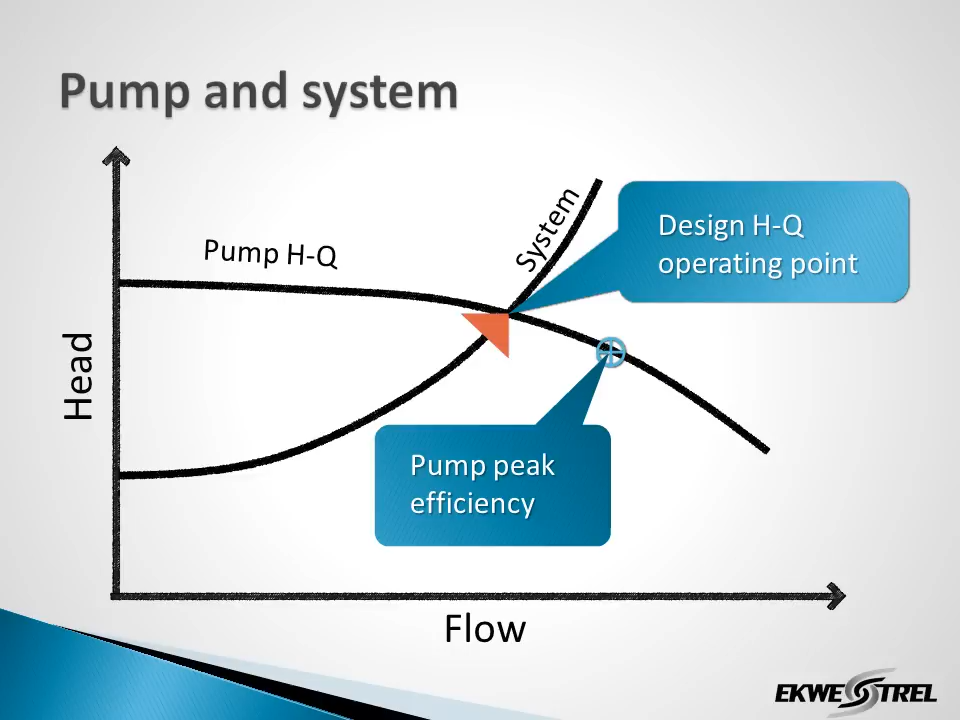 Pump and system
Pump H-Q
System
Design H-Q
operating point
Head
Pump peak
efficiency
Flow
EKWESTREL